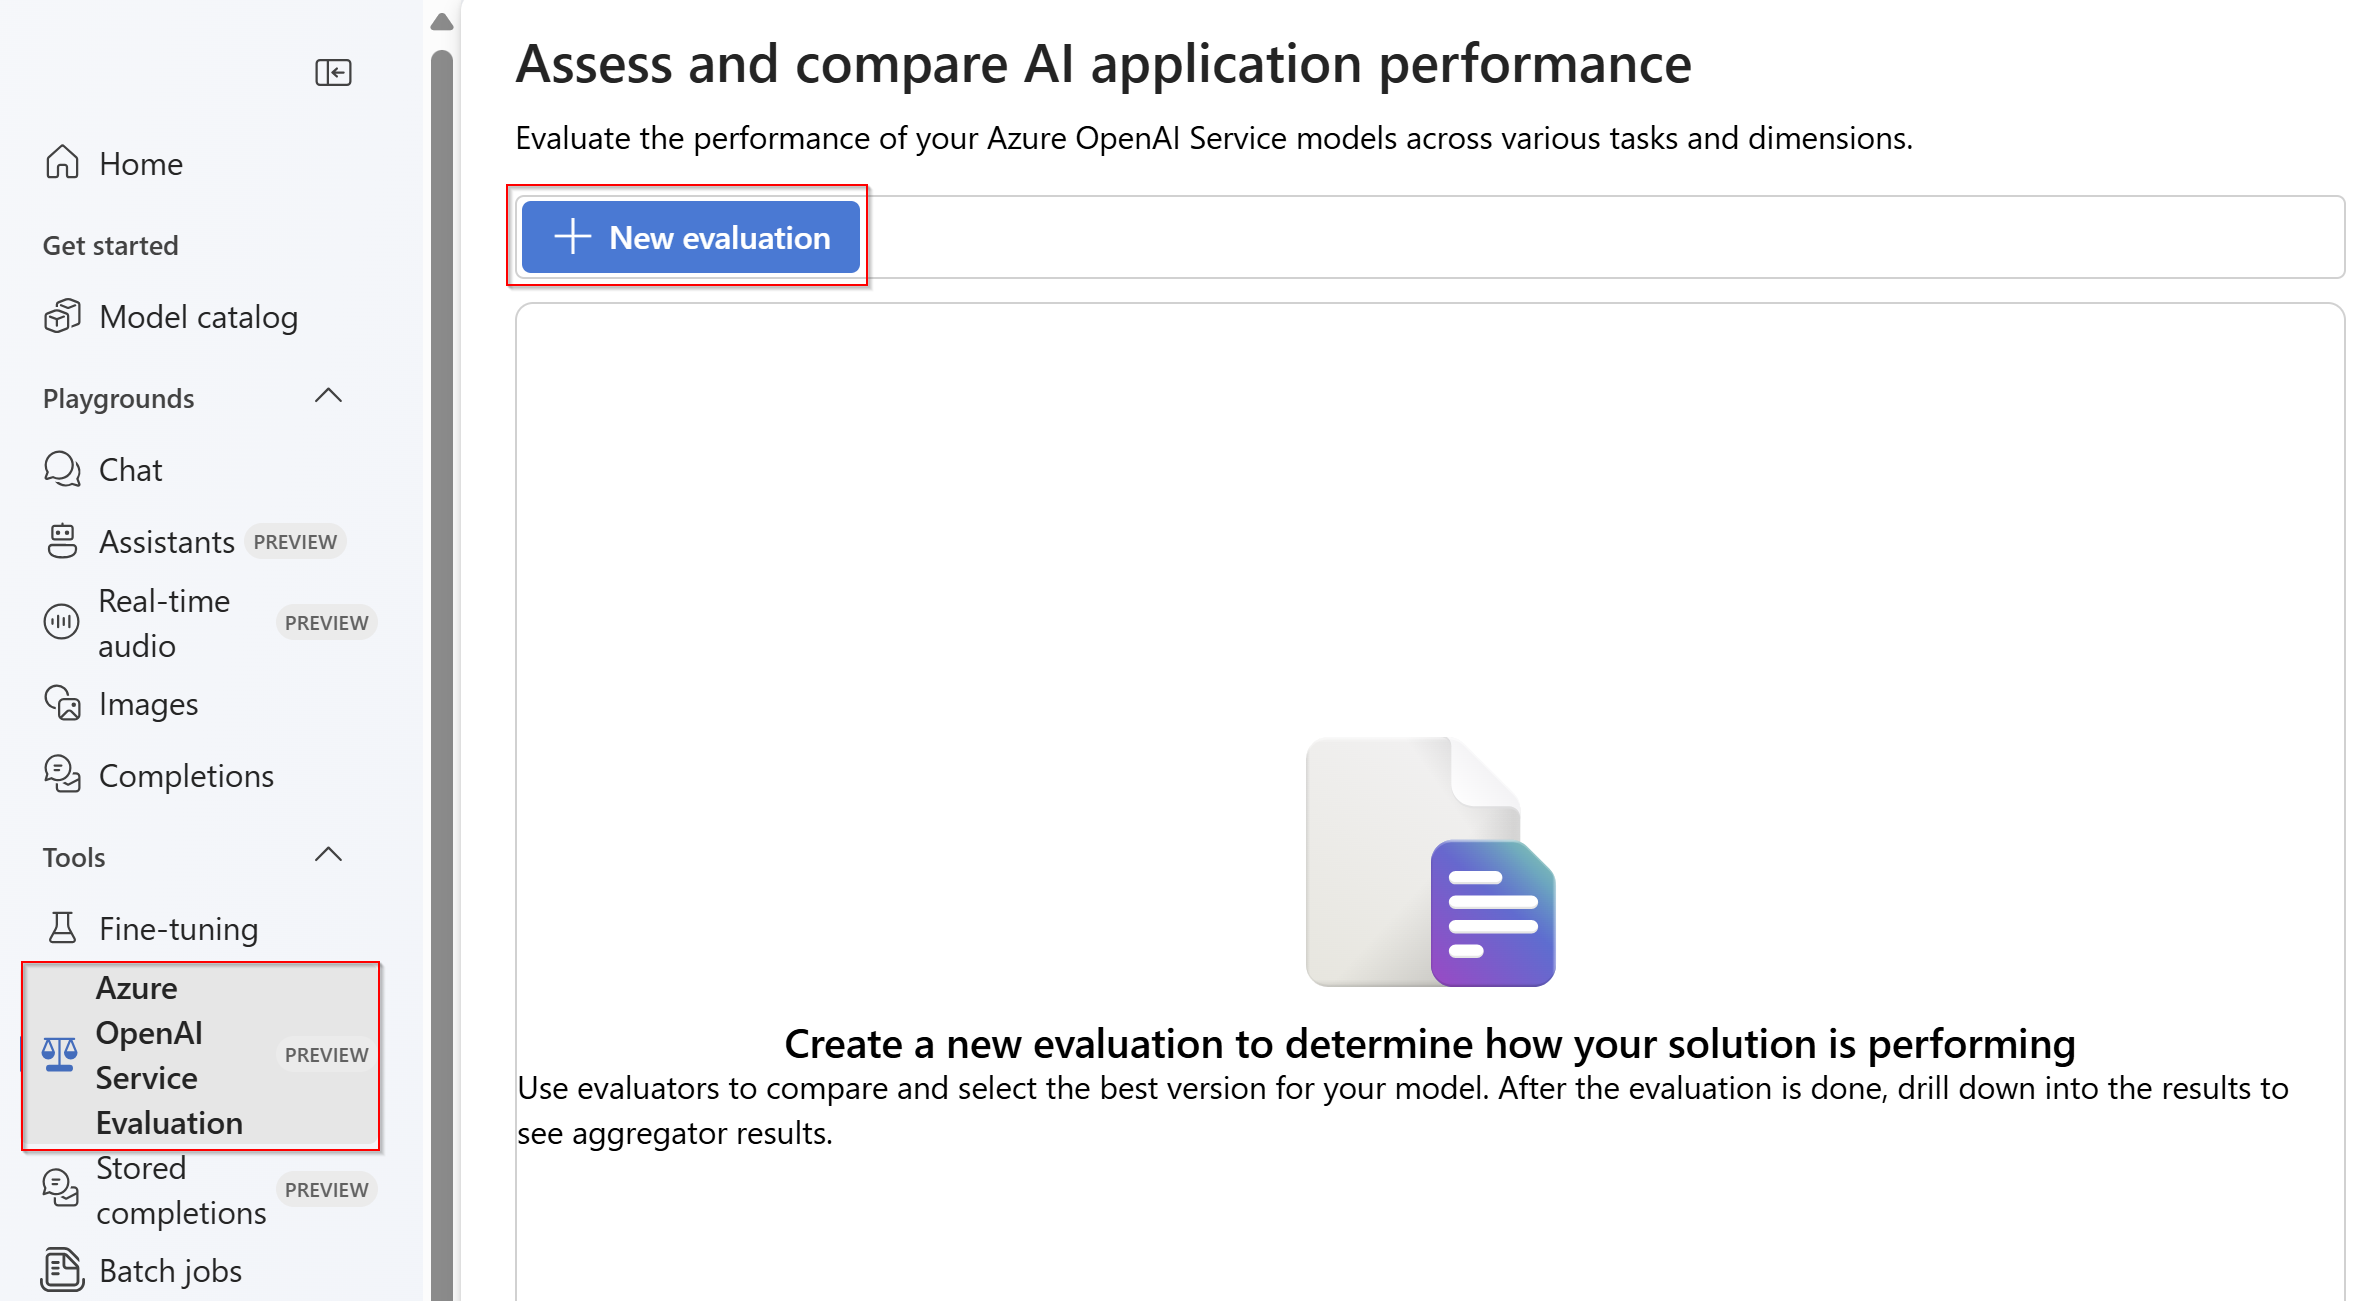 Home
Get started
Model catalog
Playgrounds
Chat
Assistants PREVIEW
Real-time
audio
PREVIEW
Images
Completions
Tools
Fine-tuning
Azure
OpenAI
Service
Evaluation
PREVIEW
Stored
completions
PREVIEW
Batch jobs
Assess and compare AI application performance
Evaluate the performance of your Azure OpenAI Service models across various tasks and dimensions.
New evaluation
Create a new evaluation to determine how your solution is performing
Use evaluators to compare and select the best version for your model. After the evaluation is done, drill down into the results to
see aggregator results.